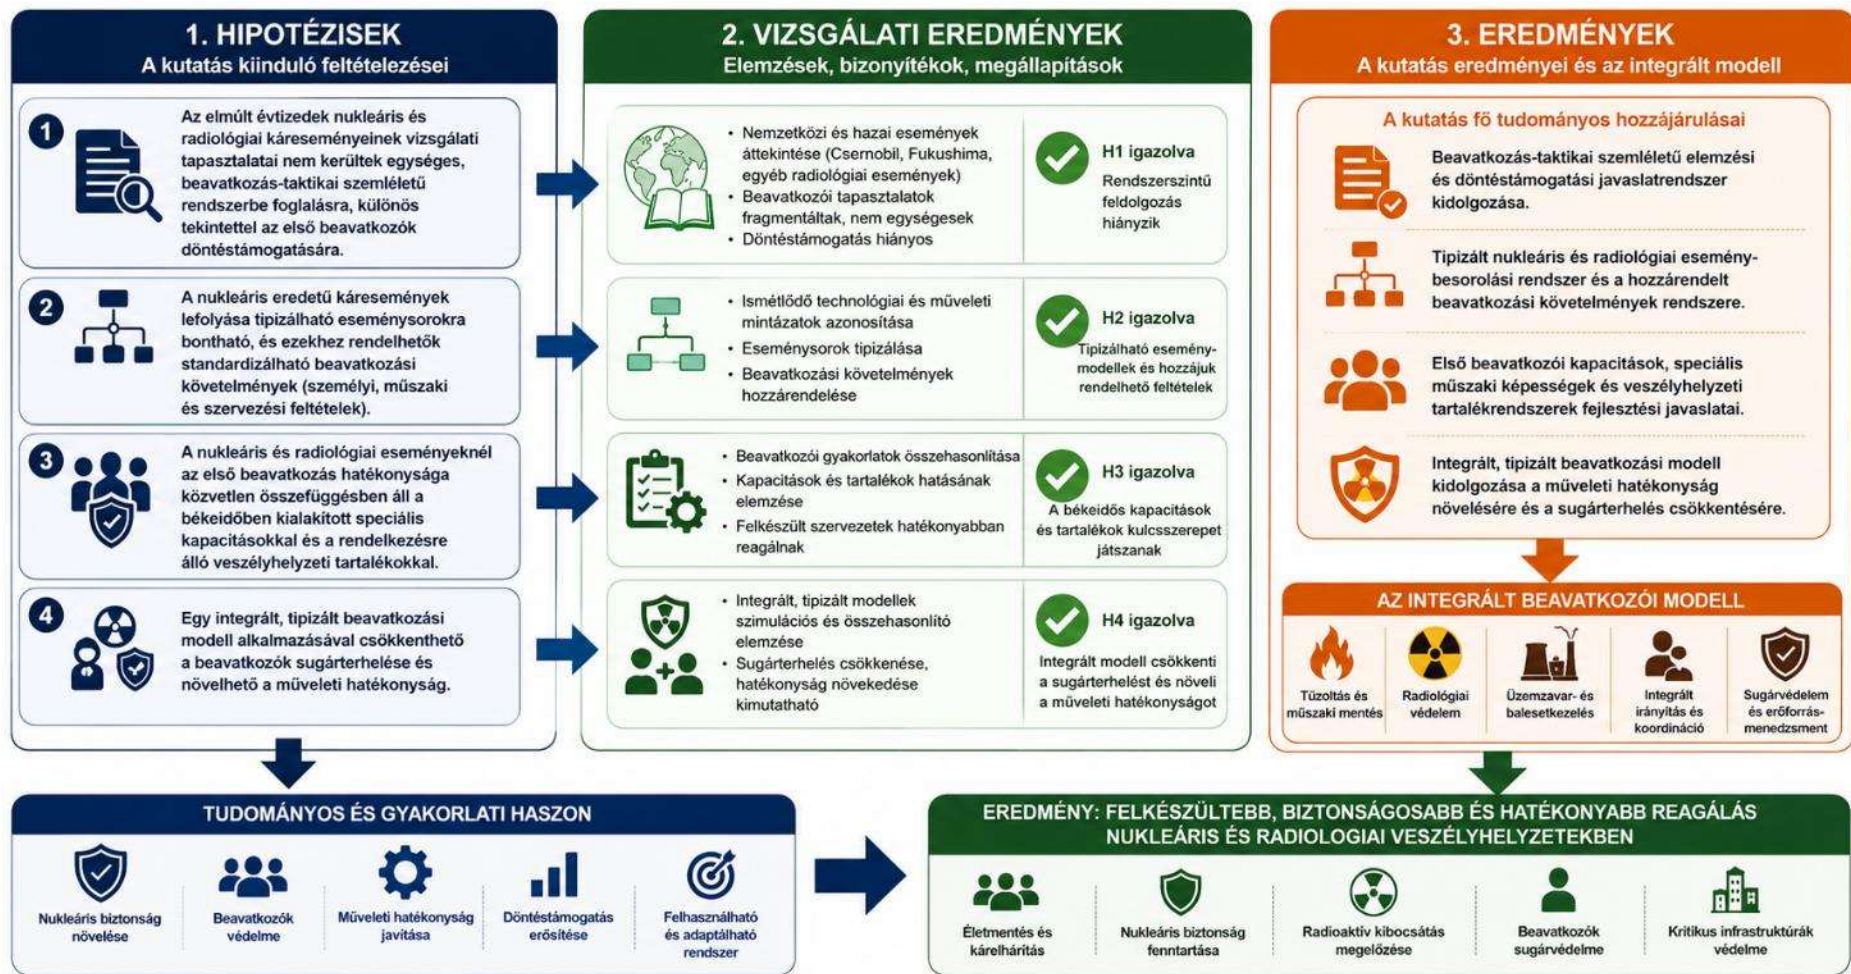 1. HIPOTÉZISEK
A kutatás kiinduló feltételezései
1
Az elmúlt évtizedek nukleáris és
radiológiai káreseményeinek vizsgálati
tapasztalatai nem kerültek egységes,
beavatkozás-taktikai szemléletű
rendszerbe foglalásra, különös
tekintettel az első beavatkozók
döntéstámogatására.
2
A nukleáris eredetű káresemények
lefolyása tipizálható eseménysorokra
bontható, és ezekhez rendelhetők
standardizálható beavatkozási
követelmények (személyi, műszaki
és szervezési feltételek).
3
A nukleáris és radiológiai eseményeknél
az első beavatkozás hatékonysága
közvetlen összefüggésben áll a
békeidőben kialakított speciális
kapacitásokkal és a rendelkezésre
álló veszélyhelyzeti tartalékokkal.
4
Egy integrált, tipizált beavatkozási
modell alkalmazásával csökkenthető
a beavatkozók sugárterhelése és
növelhető a műveleti hatékonyság.
2. VIZSGÁLATI EREDMÉNYEK
Elemzések, bizonyítékok, megállapítások
• Nemzetközi és hazai események
áttekintése (Csernobil, Fukushima,
egyéb radiológiai események)
• Beavatkozói tapasztalatok
fragmentáltak, nem egységesek
• Döntéstámogatás hiányos
H1 igazolva
Rendszerszintű
feldolgozás
hiányzik
• Ismétlődő technológiai és műveleti
mintázatok azonosítása
• Eseménysorok tipizálása
• Beavatkozási követelmények
hozzárendelése
H2 igazolva
Tipizálható esemény-
modellek és hozzájuk
rendelhető feltételek
• Beavatkozói gyakorlatok összehasonlítása
• Kapacitások és tartalékok hatásának
elemzése
• Felkészült szervezetek hatékonyabban
reagálnak
H3 igazolva
A békeidős kapacitások
és tartalékok kulcsszerepet
játszanak
• Integrált, tipizált modellek
szimulációs és összehasonlító
elemzése
• Sugárterhelés csökkenése,
hatékonyság növekedése
kimutatható
H4 igazolva
Integrált modell csökkenti
a sugárterhelést és növeli
a műveleti hatékonyságot
3. EREDMÉNYEK
A kutatás eredményei és az integrált modell
A kutatás fő tudományos hozzájárulásai
Beavatkozás-taktikai szemléletű elemzési
és döntéstámogatási javaslatrendszer
kidolgozása.
Tipizált nukleáris és radiológiai esemény-
besorolási rendszer és a hozzárendelt
beavatkozási követelmények rendszere.
Első beavatkozói kapacitások, speciális
műszaki képességek és veszélyhelyzeti
tartalékrendszerek fejlesztési javaslatai.
Integrált, tipizált beavatkozási modell
kidolgozása a műveleti hatékonyság
növelésére és a sugárterhelés csökkentésére.
AZ INTEGRÁLT BEAVATKOZÓI MODELL
Tűzoltás és
műszaki mentés
Radiológiai
védelem
Üzemzavar- és
balesetkezelés
Integrált
irányítás és
koordináció
Sugárvédelem
és erőforrás-
menedzsment
TUDOMÁNYOS ÉS GYAKORLATI HASZON
Nukleáris biztonság
növelése
Beavatkozók
védelme
Műveleti hatékonyság
javítása
Döntéstámogatás
erősítése
Felhasználható
és adaptálható
rendszer
EREDMÉNY: FELKÉSZÜLTEBB, BIZTONSÁGOSABB ÉS HATÉKONYABB REAGÁLÁS
NUKLEÁRIS ÉS RADIOLOGIAI VESZÉLYHELYZETEKBEN
Életmentés és
kárelhárítás
Nukleáris biztonság
fenntartása
Radioaktív kibocsátás
megelőzése
Beavatkozók
sugárvédelme
Kritikus infrastruktúrák
védelme